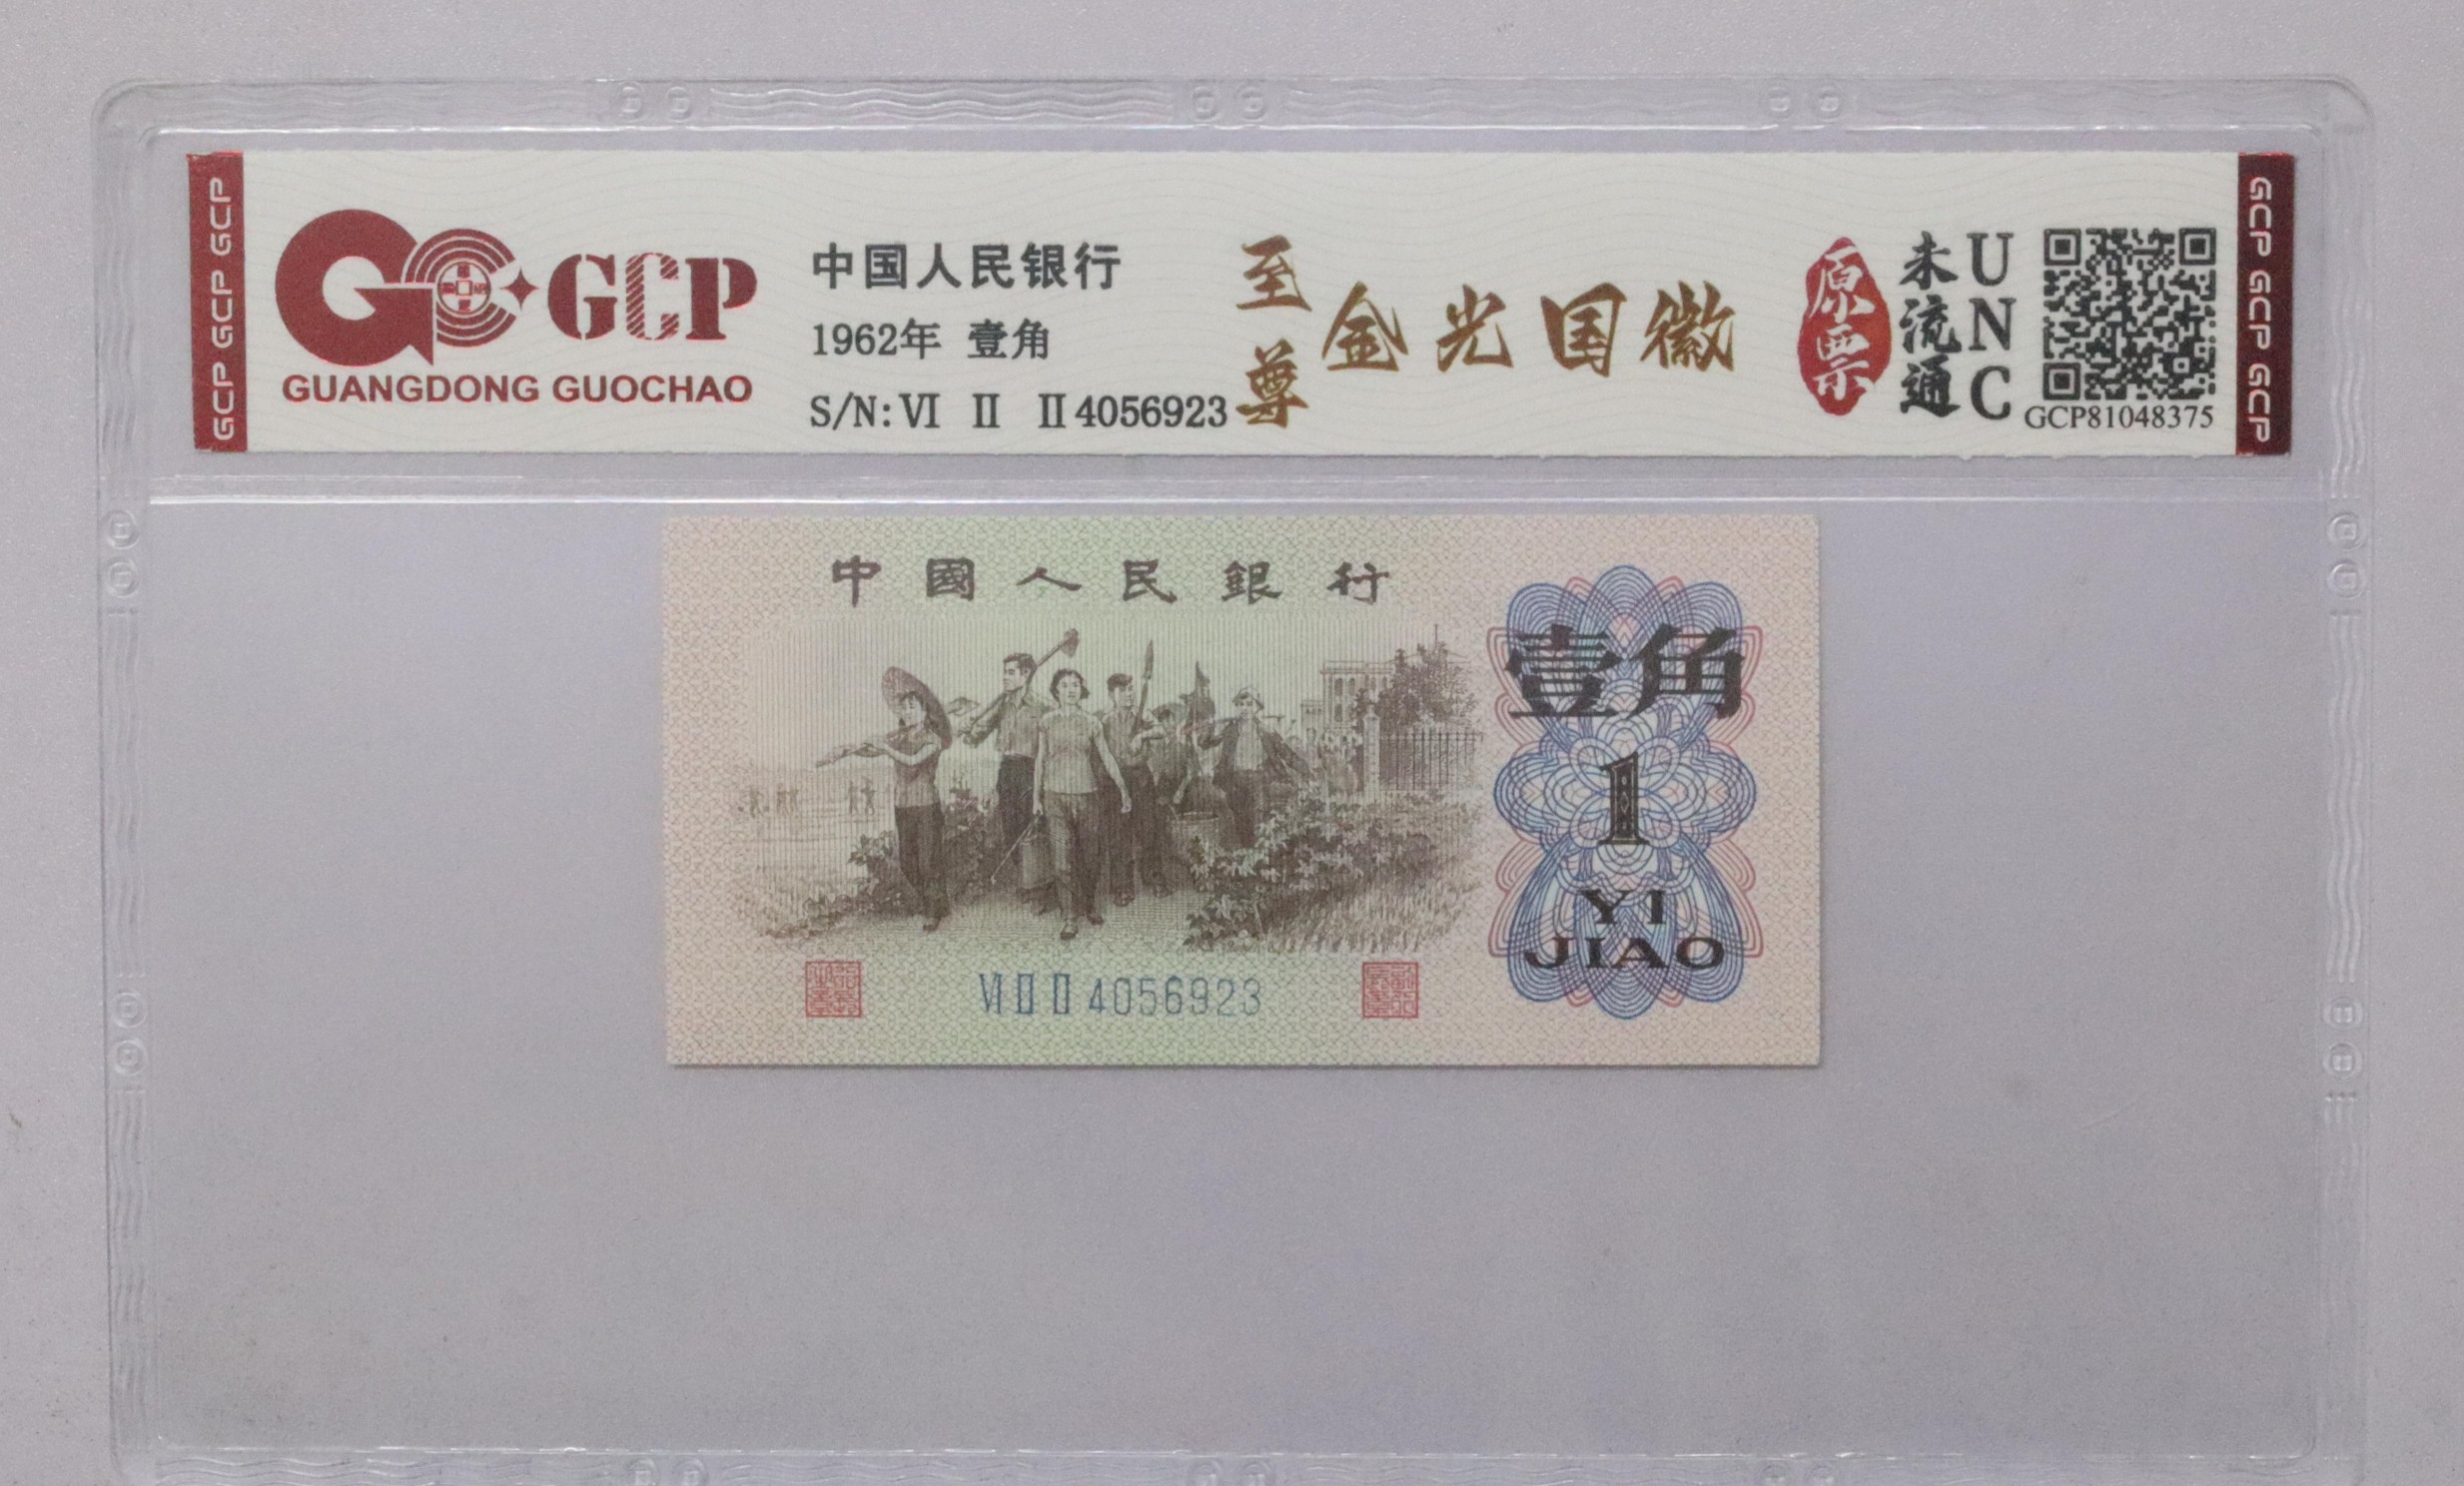 GCP GCP GCP
GCP
GUANGDONG GUOCHAO
中国人民银行
1962年 壹角
S/N: VI II II 4056923
至尊
金光国徽
原票
未流通
UNC
GCP81048375
GCP GCP GCP
中國人民銀行
壹角
1
YI
JIAO
VI II II 4056923